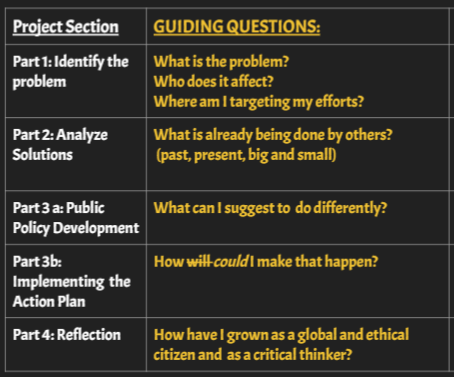 Project Section
GUIDING QUESTIONS:
Part 1: Identify the
problem
What is the problem?
Who does it affect?
Where am I targeting my efforts?
Part 2: Analyze
Solutions
What is already being done by others?
(past, present, big and small)
Part 3 a: Public
Policy Development
What can I suggest to do differently?
Part 3b:
Implementing the
Action Plan
How will could I make that happen?
Part 4: Reflection
How have I grown as a global and ethical
citizen and as a critical thinker?